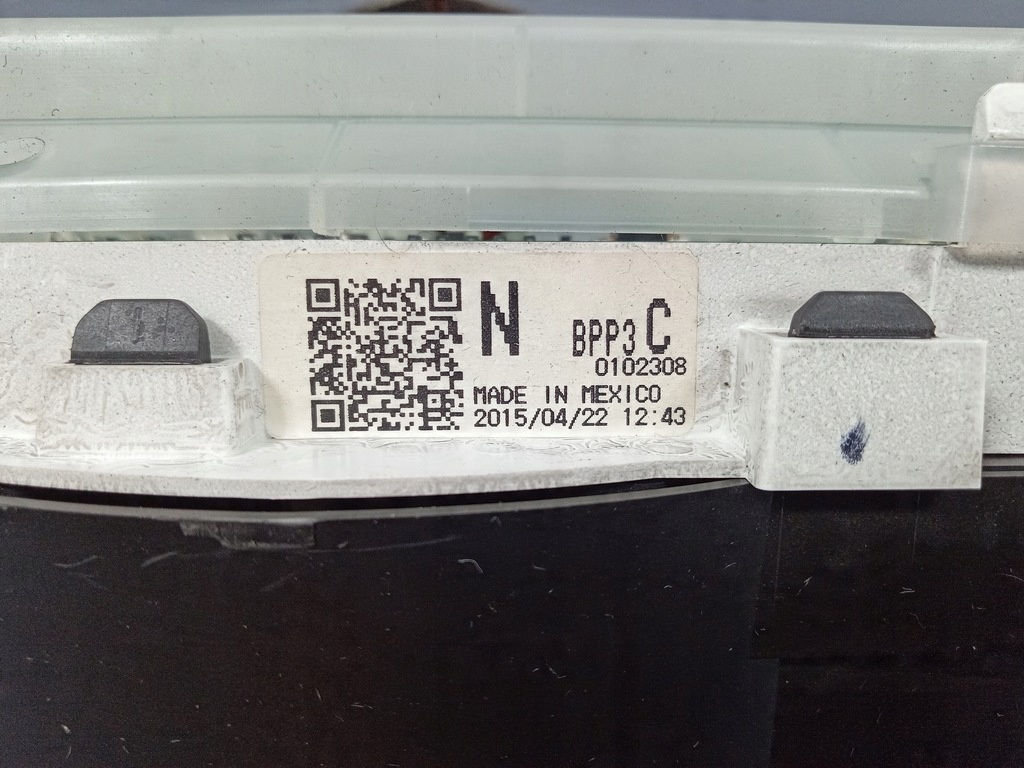 N BPP3 C
0102308
MADE IN MEXICO
2015/04/22 12:43